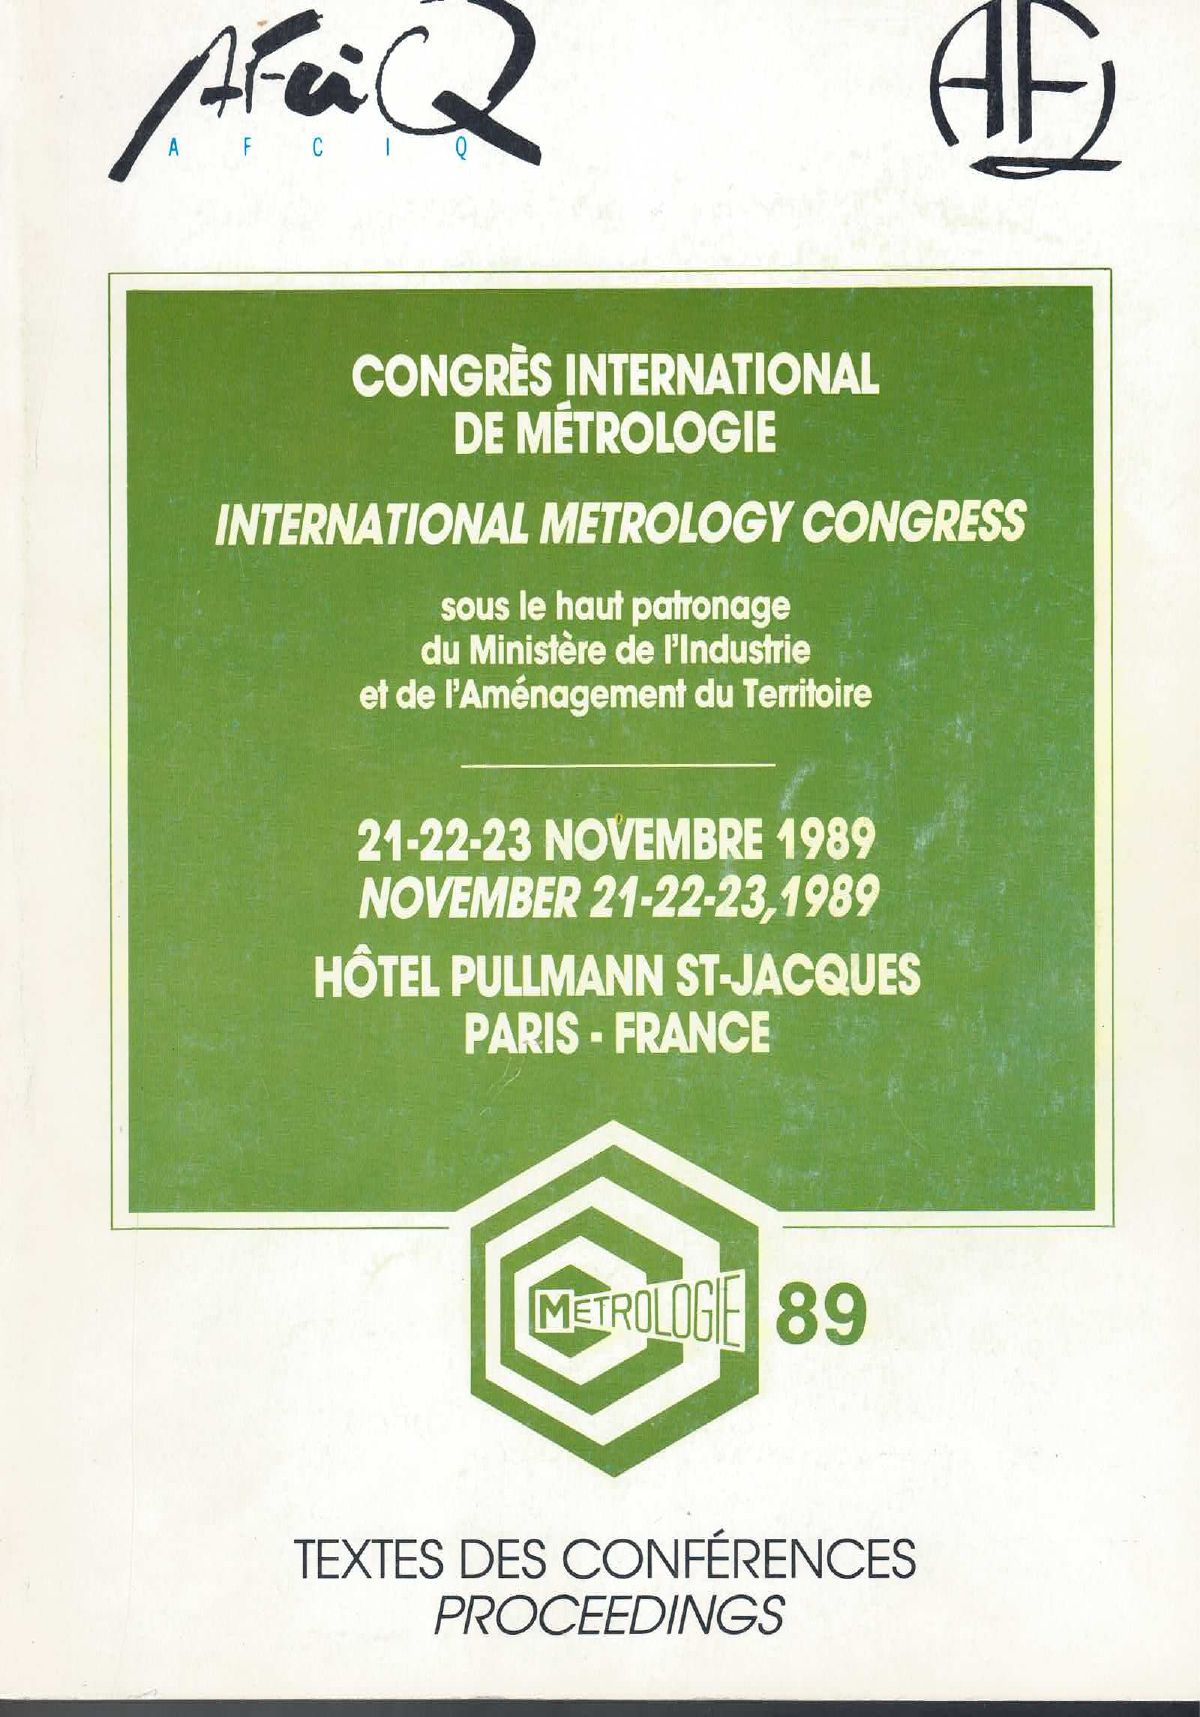 AFCIQ
A F C I Q
AFQ
CONGRÈS INTERNATIONAL
DE MÉTROLOGIE
INTERNATIONAL METROLOGY CONGRESS
sous le haut patronage
du Ministère de l'Industrie
et de l'Aménagement du Territoire
21-22-23 NOVEMBRE 1989
NOVEMBER 21-22-23, 1989
HÔTEL PULLMANN ST-JACQUES
PARIS - FRANCE
METROLOGIE 89
TEXTES DES CONFÉRENCES
PROCEEDINGS